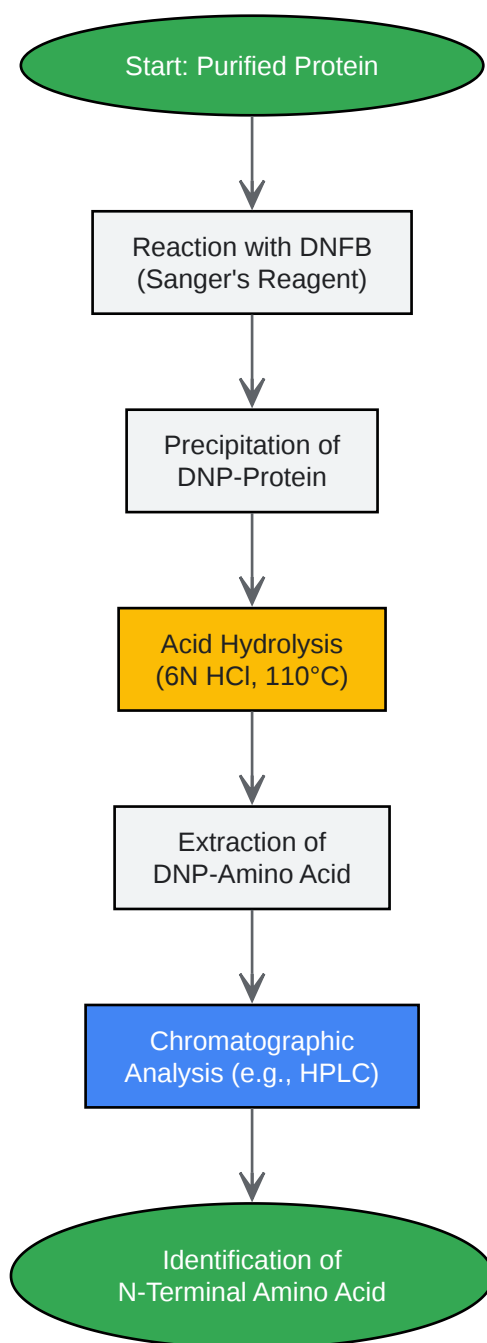 Start: Purified Protein
Reaction with DNFB
(Sanger's Reagent)
Precipitation of
DNP-Protein
Acid Hydrolysis
(6N HCl, 110°C)
Extraction of
DNP-Amino Acid
Chromatographic
Analysis (e.g., HPLC)
Identification of
N-Terminal Amino Acid